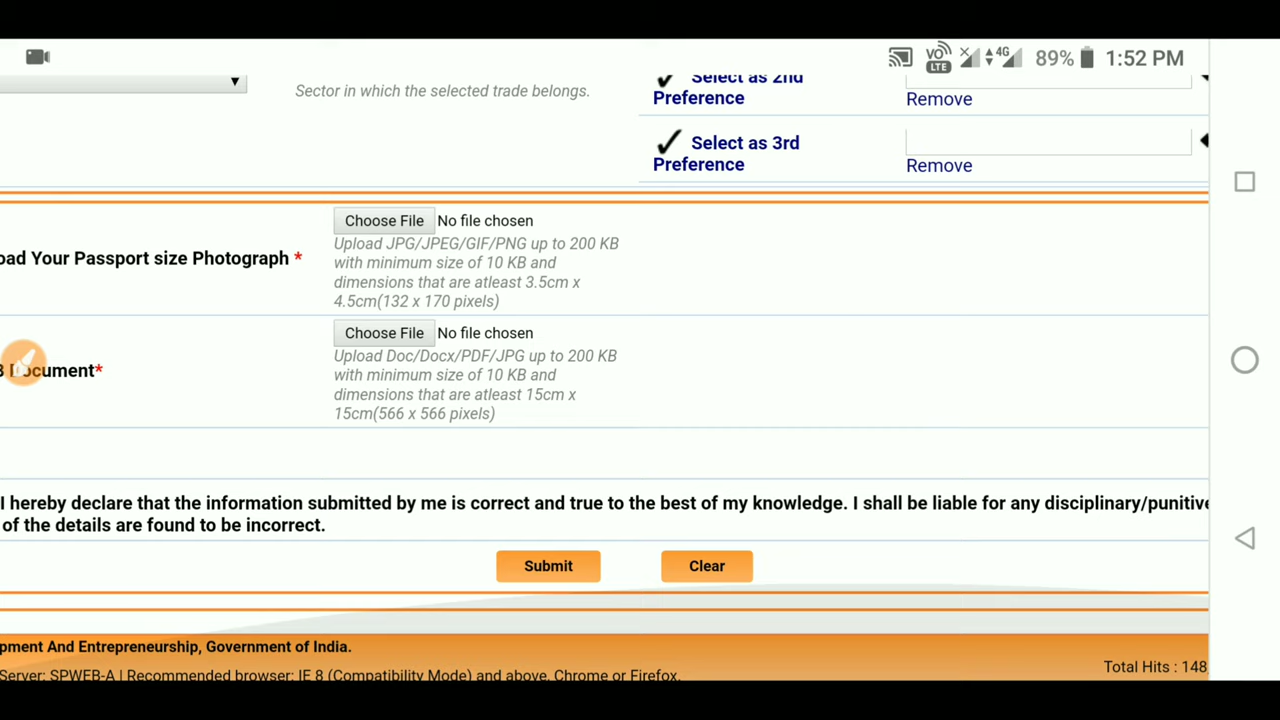 VO LTE 4G 89% 1:52 PM
Select as 2nd
Preference
Remove
Sector in which the selected trade belongs.
Select as 3rd
Preference
Remove
Choose File No file chosen
Upload JPG/JPEG/GIF/PNG up to 200 KB
with minimum size of 10 KB and
dimensions that are atleast 3.5cm x
4.5cm(132 x 170 pixels)
oad Your Passport size Photograph *
Choose File No file chosen
Upload Doc/Docx/PDF/JPG up to 200 KB
with minimum size of 10 KB and
dimensions that are atleast 15cm x
15cm(566 x 566 pixels)
Document*
I hereby declare that the information submitted by me is correct and true to the best of my knowledge. I shall be liable for any disciplinary/punitive
of the details are found to be incorrect.
Submit Clear
pment And Entrepreneurship, Government of India.
Server: SPWEB-A | Recommended browser: IE 8 (Compatibility Mode) and above, Chrome or Firefox.
Total Hits : 148